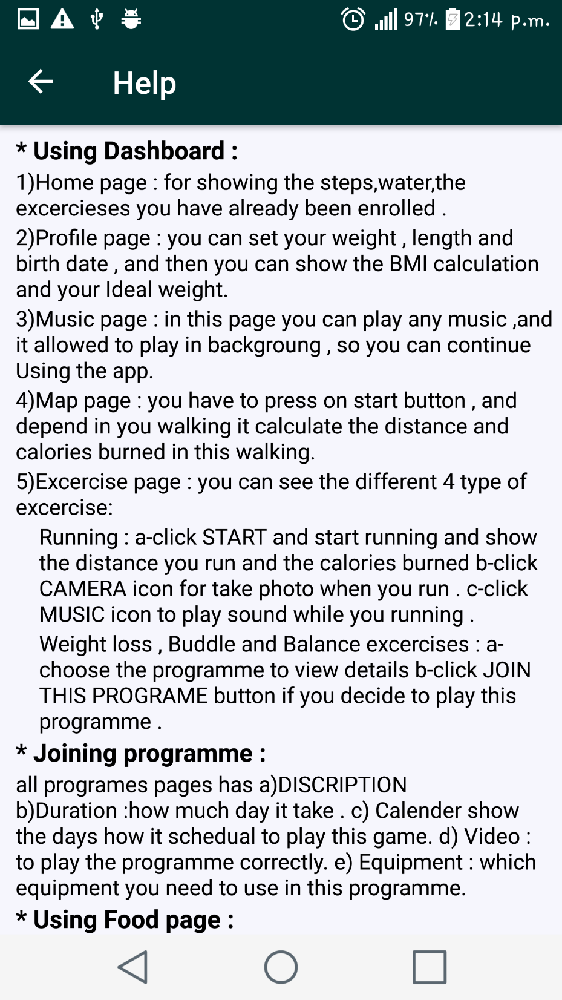 97% 2:14 p.m.
Help
* Using Dashboard :
1)Home page : for showing the steps,water,the
excercieses you have already been enrolled .
2)Profile page : you can set your weight , length and
birth date , and then you can show the BMI calculation
and your Ideal weight.
3)Music page : in this page you can play any music ,and
it allowed to play in backgroung , so you can continue
Using the app.
4)Map page : you have to press on start button , and
depend in you walking it calculate the distance and
calories burned in this walking.
5)Excercise page : you can see the different 4 type of
excercise:
Running : a-click START and start running and show
the distance you run and the calories burned b-click
CAMERA icon for take photo when you run . c-click
MUSIC icon to play sound while you running .
Weight loss , Buddle and Balance excercises : a-
choose the programme to view details b-click JOIN
THIS PROGRAME button if you decide to play this
programme .
* Joining programme :
all programes pages has a)DISCRIPTION
b)Duration :how much day it take . c) Calender show
the days how it schedual to play this game. d) Video :
to play the programme correctly. e) Equipment : which
equipment you need to use in this programme.
* Using Food page :